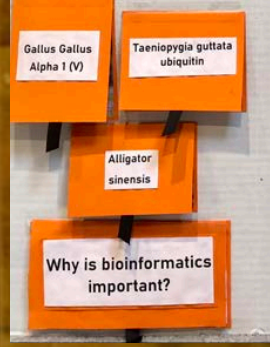 Gallus Gallus
Alpha 1 (V)
Taeniopygia guttata
ubiquitin
Alligator
sinensis
Why is bioinformatics
important?